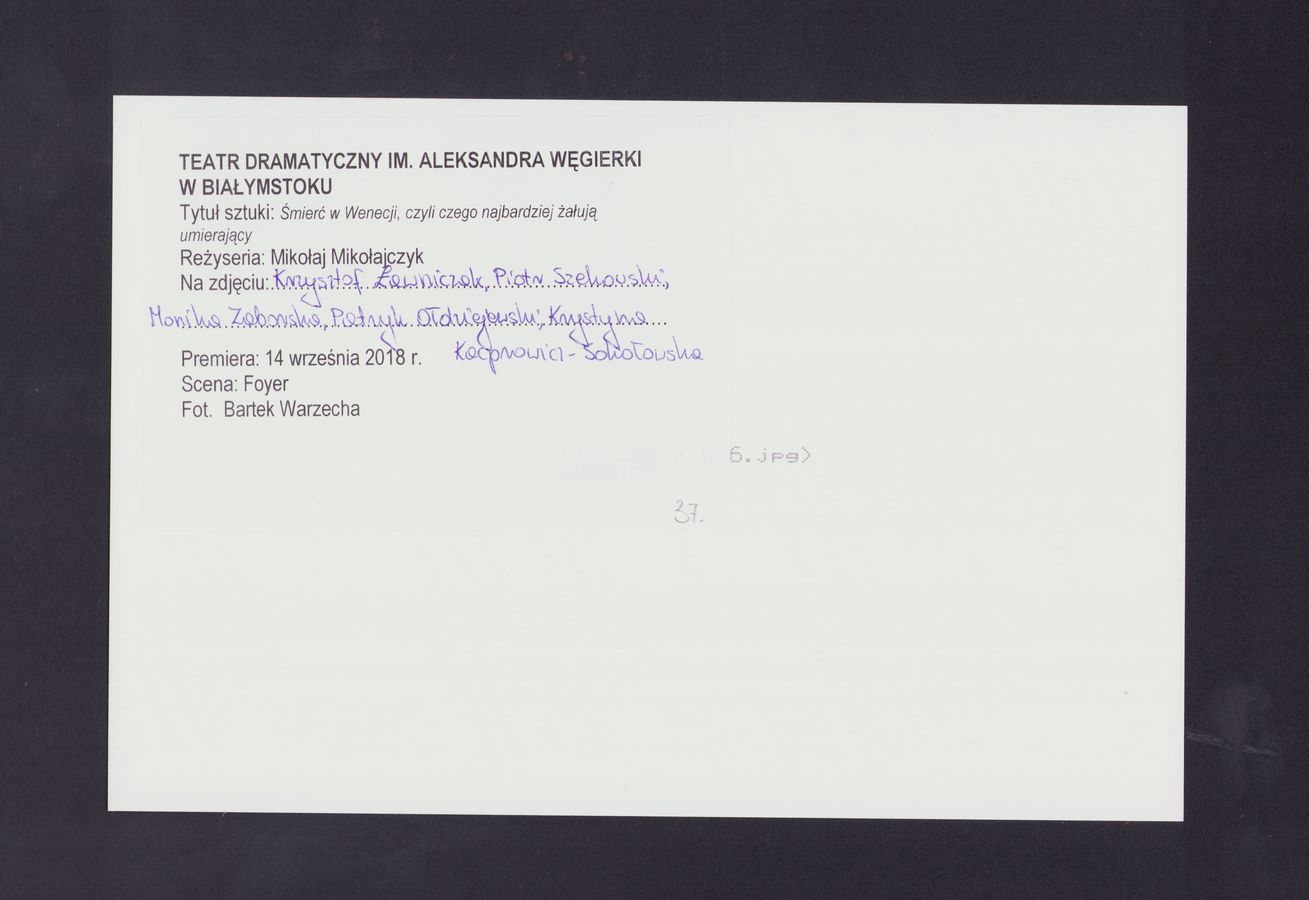 TEATR DRAMATYCZNY IM. ALEKSANDRA WĘGIERKI
W BIAŁYMSTOKU
Tytuł sztuki: Śmierć w Wenecji, czyli czego najbardziej żałują
umierający
Reżyseria: Mikołaj Mikołajczyk
Na zdjęciu: Krzysztof Ławniczak, Piotr Szekowski,
Monika Zaborska, Patryk Ołdziejewski, Krystyna
Kacprowicz-Sokołowska
Premiera: 14 września 2018 r.
Scena: Foyer
Fot. Bartek Warzecha
6.jpg)
37.